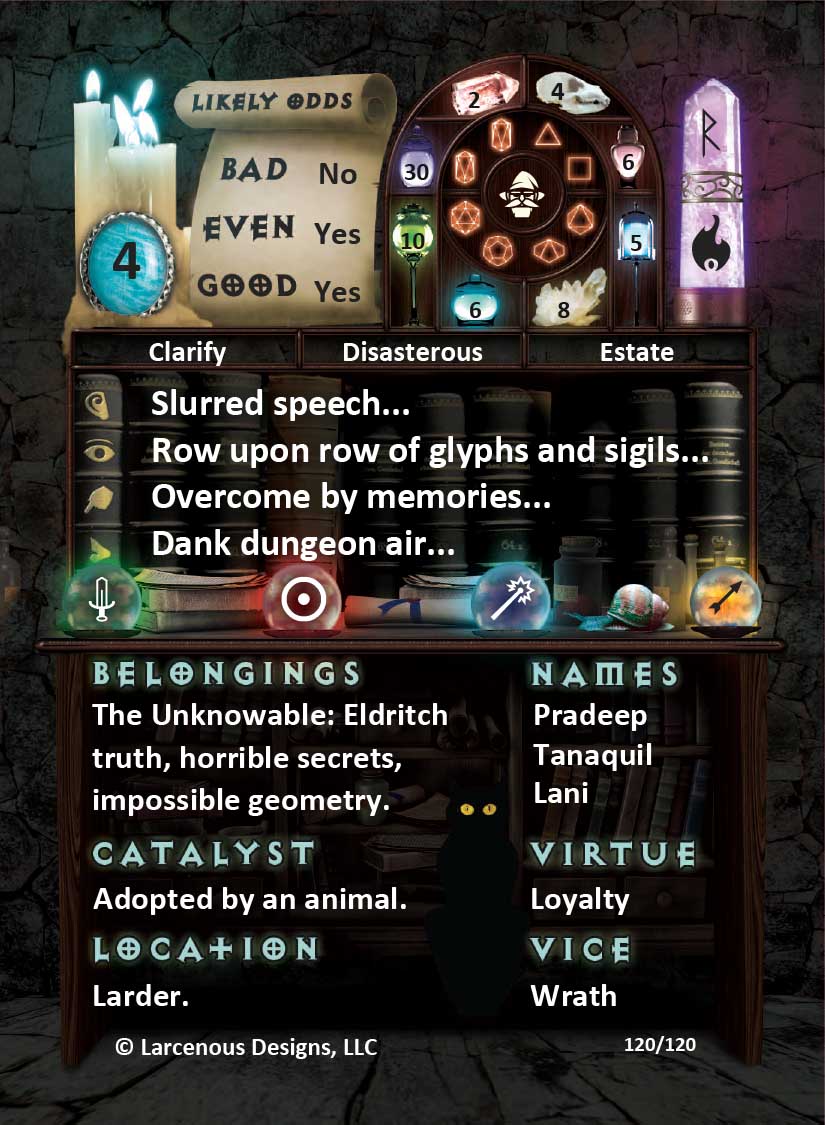 LIKELY ODDS
BAD No
EVEN Yes
GOOD Yes
4
2
4
30
6
10
5
6
8
ᚱ
Clarify Disasterous Estate
Slurred speech...
Row upon row of glyphs and sigils...
Overcome by memories...
Dank dungeon air...
BELONGINGS
The Unknowable: Eldritch
truth, horrible secrets,
impossible geometry.
NAMES
Pradeep
Tanaquil
Lani
CATALYST
Adopted by an animal.
VIRTUE
Loyalty
LOCATION
Larder.
VICE
Wrath
© Larcenous Designs, LLC
120/120